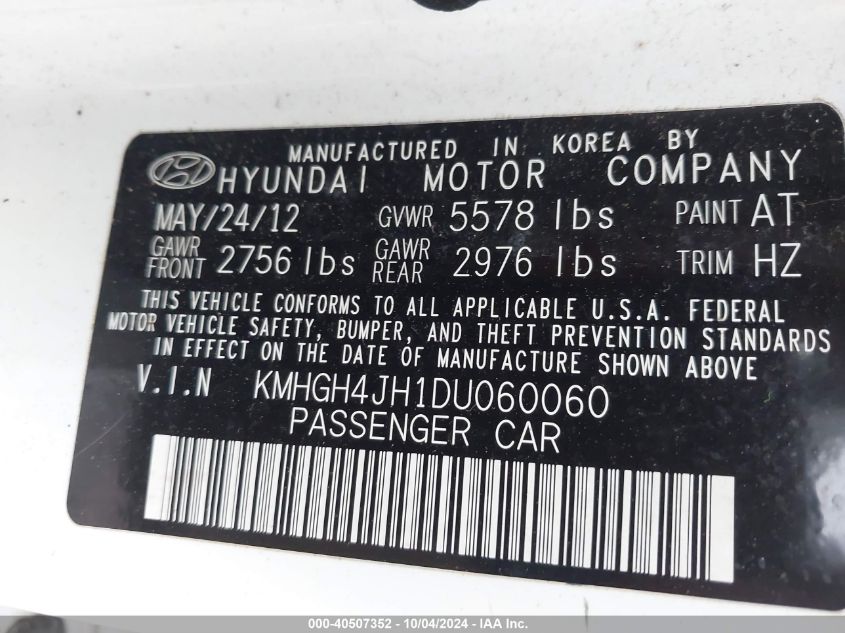 MANUFACTURED IN KOREA BY
HYUNDAI MOTOR COMPANY
MAY/24/12 GVWR 5578 lbs PAINT AT
GAWR FRONT 2756 lbs GAWR REAR 2976 lbs TRIM HZ
THIS VEHICLE CONFORMS TO ALL APPLICABLE U.S.A. FEDERAL
MOTOR VEHICLE SAFETY, BUMPER, AND THEFT PREVENTION STANDARDS
IN EFFECT ON THE DATE OF MANUFACTURE SHOWN ABOVE
V.I.N KMHGH4JH1DU060060
PASSENGER CAR
000-40507352 - 10/04/2024 - IAA Inc.